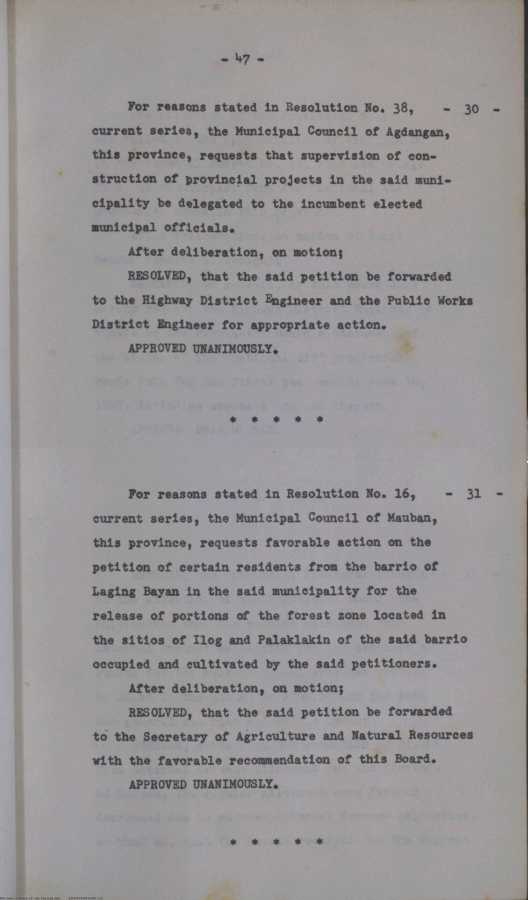 - 47 -
For reasons stated in Resolution No. 38, - 30 -
current series, the Municipal Council of Agdangan,
this province, requests that supervision of con-
struction of provincial projects in the said muni-
cipality be delegated to the incumbent elected
municipal officials.
After deliberation, on motion;
RESOLVED, that the said petition be forwarded
to the Highway District Engineer and the Public Works
District Engineer for appropriate action.
APPROVED UNANIMOUSLY.
* * * * *
For reasons stated in Resolution No. 16, - 31 -
current series, the Municipal Council of Mauban,
this province, requests favorable action on the
petition of certain residents from the barrio of
Laging Bayan in the said municipality for the
release of portions of the forest zone located in
the sitios of Ilog and Palaklakin of the said barrio
occupied and cultivated by the said petitioners.
After deliberation, on motion;
RESOLVED, that the said petition be forwarded
to the Secretary of Agriculture and Natural Resources
with the favorable recommendation of this Board.
APPROVED UNANIMOUSLY.
* * * * *